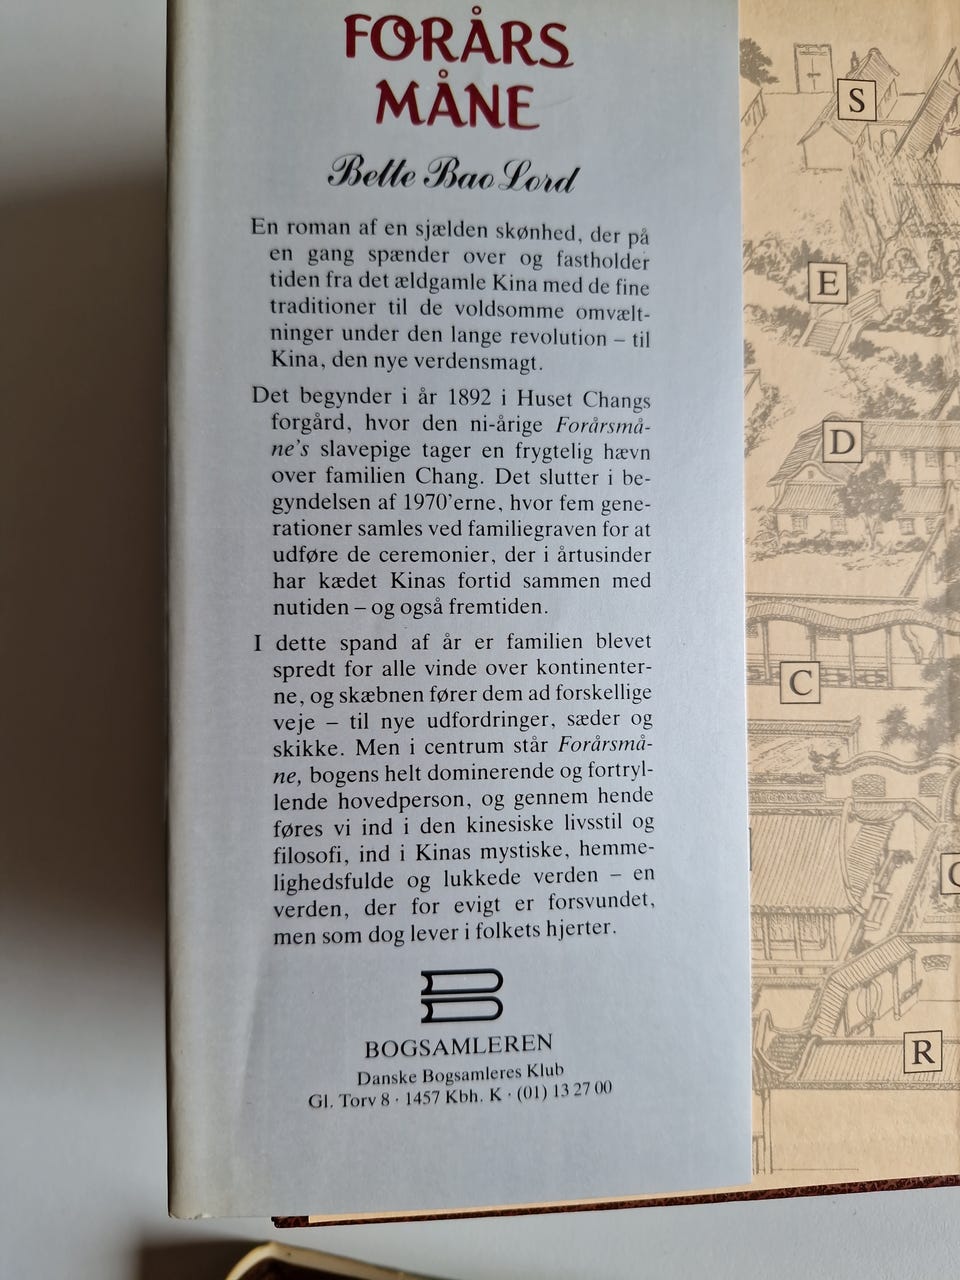 FORÅRS
MÅNE
Bette Bao Lord
En roman af en sjælden skønhed, der på
en gang spænder over og fastholder
tiden fra det ældgamle Kina med de fine
traditioner til de voldsomme omvælt-
ninger under den lange revolution – til
Kina, den nye verdensmagt.
Det begynder i år 1892 i Huset Changs
forgård, hvor den ni-årige Forårsmå-
ne's slavepige tager en frygtelig hævn
over familien Chang. Det slutter i be-
gyndelsen af 1970'erne, hvor fem gene-
rationer samles ved familiegraven for at
udføre de ceremonier, der i årtusinder
har kædet Kinas fortid sammen med
nutiden – og også fremtiden.
I dette spand af år er familien blevet
spredt for alle vinde over kontinenter-
ne, og skæbnen fører dem ad forskellige
veje – til nye udfordringer, sæder og
skikke. Men i centrum står Forårsmå-
ne, bogens helt dominerende og fortryl-
lende hovedperson, og gennem hende
føres vi ind i den kinesiske livsstil og
filosofi, ind i Kinas mystiske, hemme-
lighedsfulde og lukkede verden – en
verden, der for evigt er forsvundet,
men som dog lever i folkets hjerter.
BOGSAMLEREN
Danske Bogsamleres Klub
Gl. Torv 8 · 1457 Kbh. K · (01) 13 27 00
S
E
D
C
R